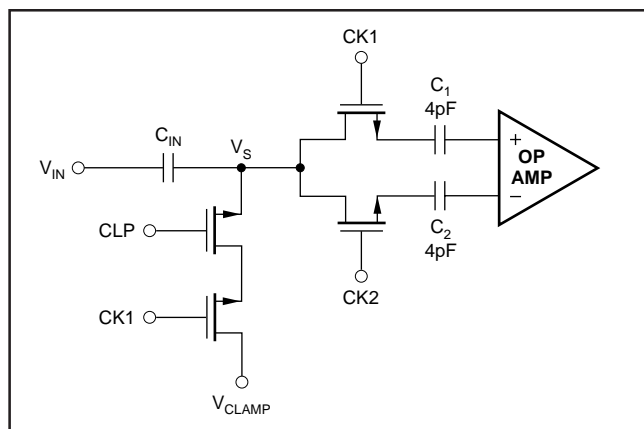 CK1
C1
4pF
CIN
VS
VIN
+
OP
AMP
−
CLP
C2
4pF
CK2
CK1
VCLAMP